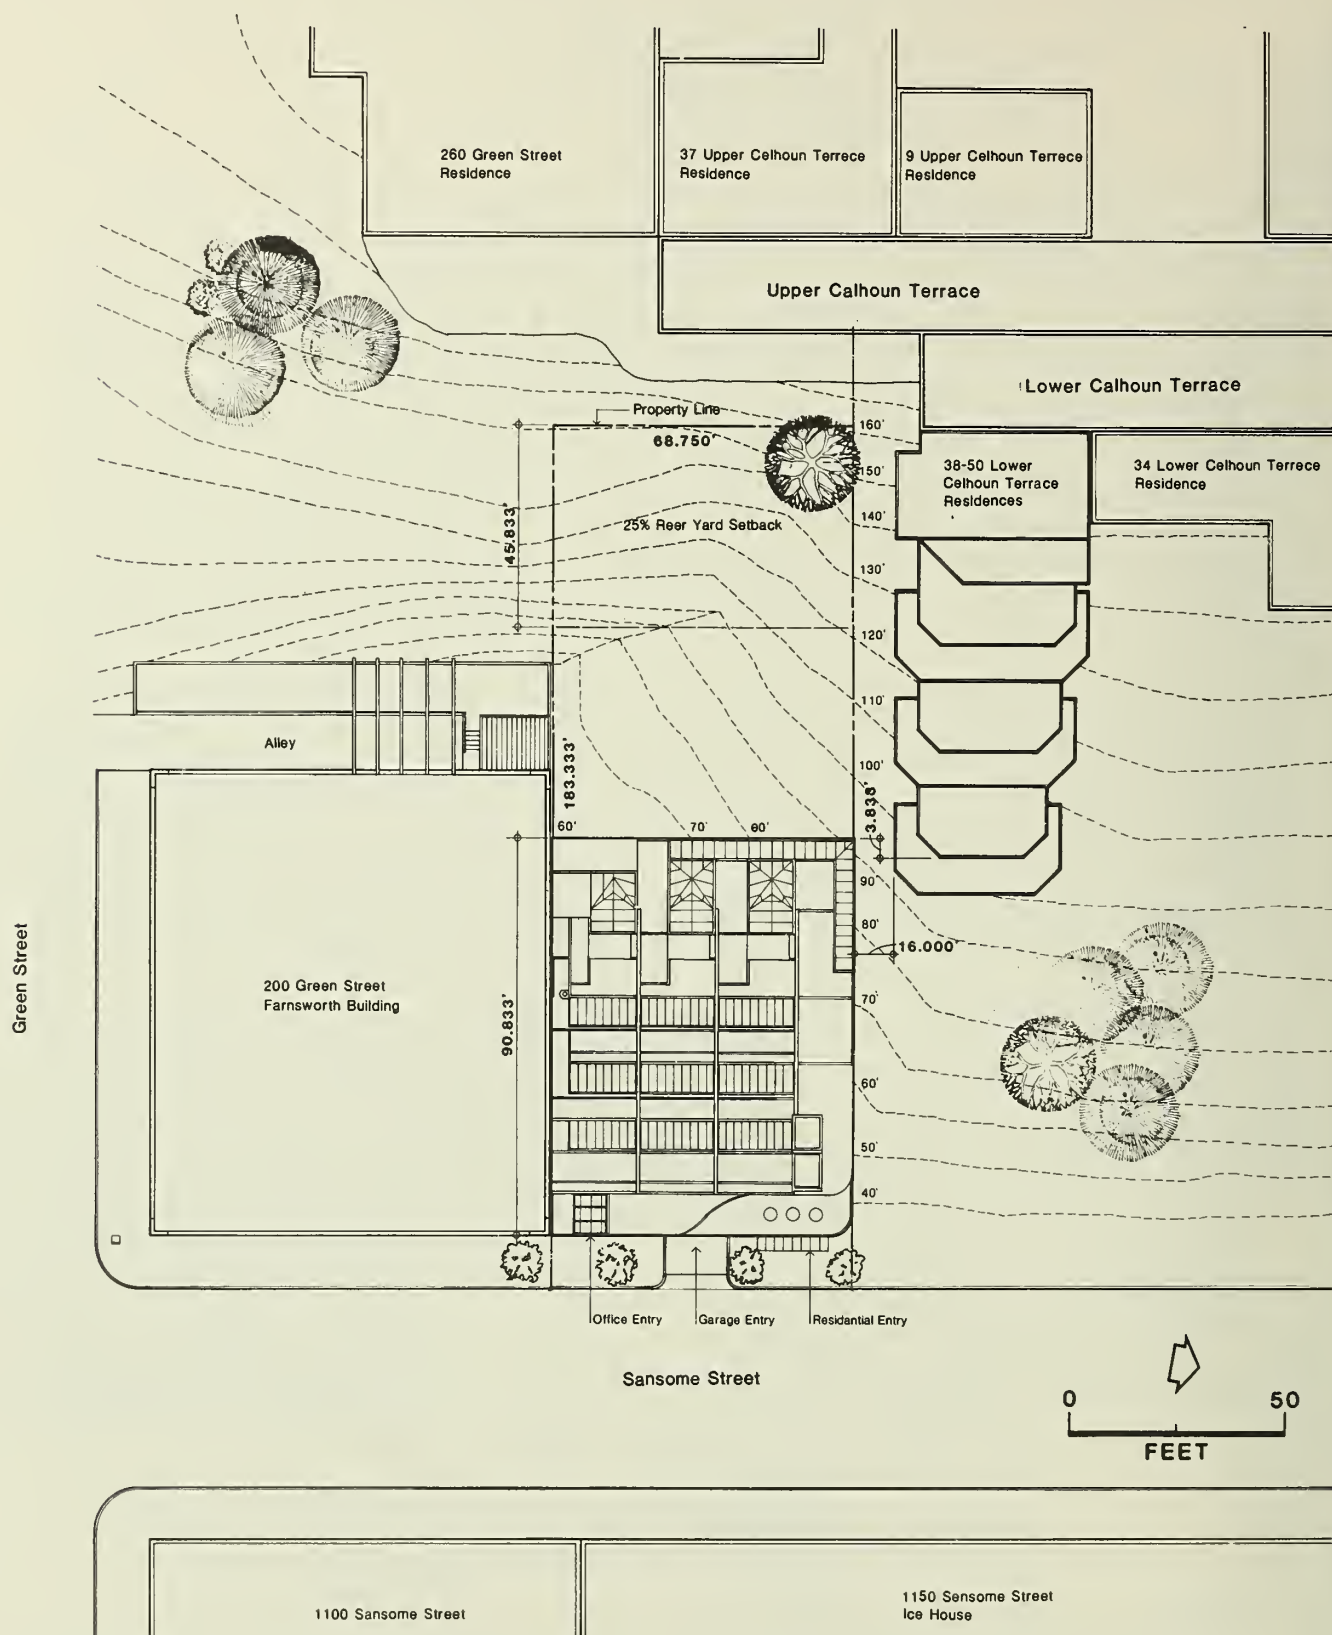 260 Green Street
Residence
37 Upper Celhoun Terrece
Residence
9 Upper Celhoun Terrace
Residence
Upper Calhoun Terrace
Lower Calhoun Terrace
Property Line
68.750'
160'
150'
140'
130'
120'
110'
100'
38-50 Lower
Celhoun Terrace
Residences
34 Lower Celhoun Terrece
Residence
45.833'
25% Reer Yard Setback
Alley
183.333'
3.838'
60'
70'
80'
90'
80'
16.000'
70'
60'
50'
40'
200 Green Street
Farnsworth Building
90.833'
Green Street
Office Entry
Garage Entry
Residantial Entry
Sansome Street
0
50
FEET
1100 Sansome Street
1150 Sensome Street
Ice House